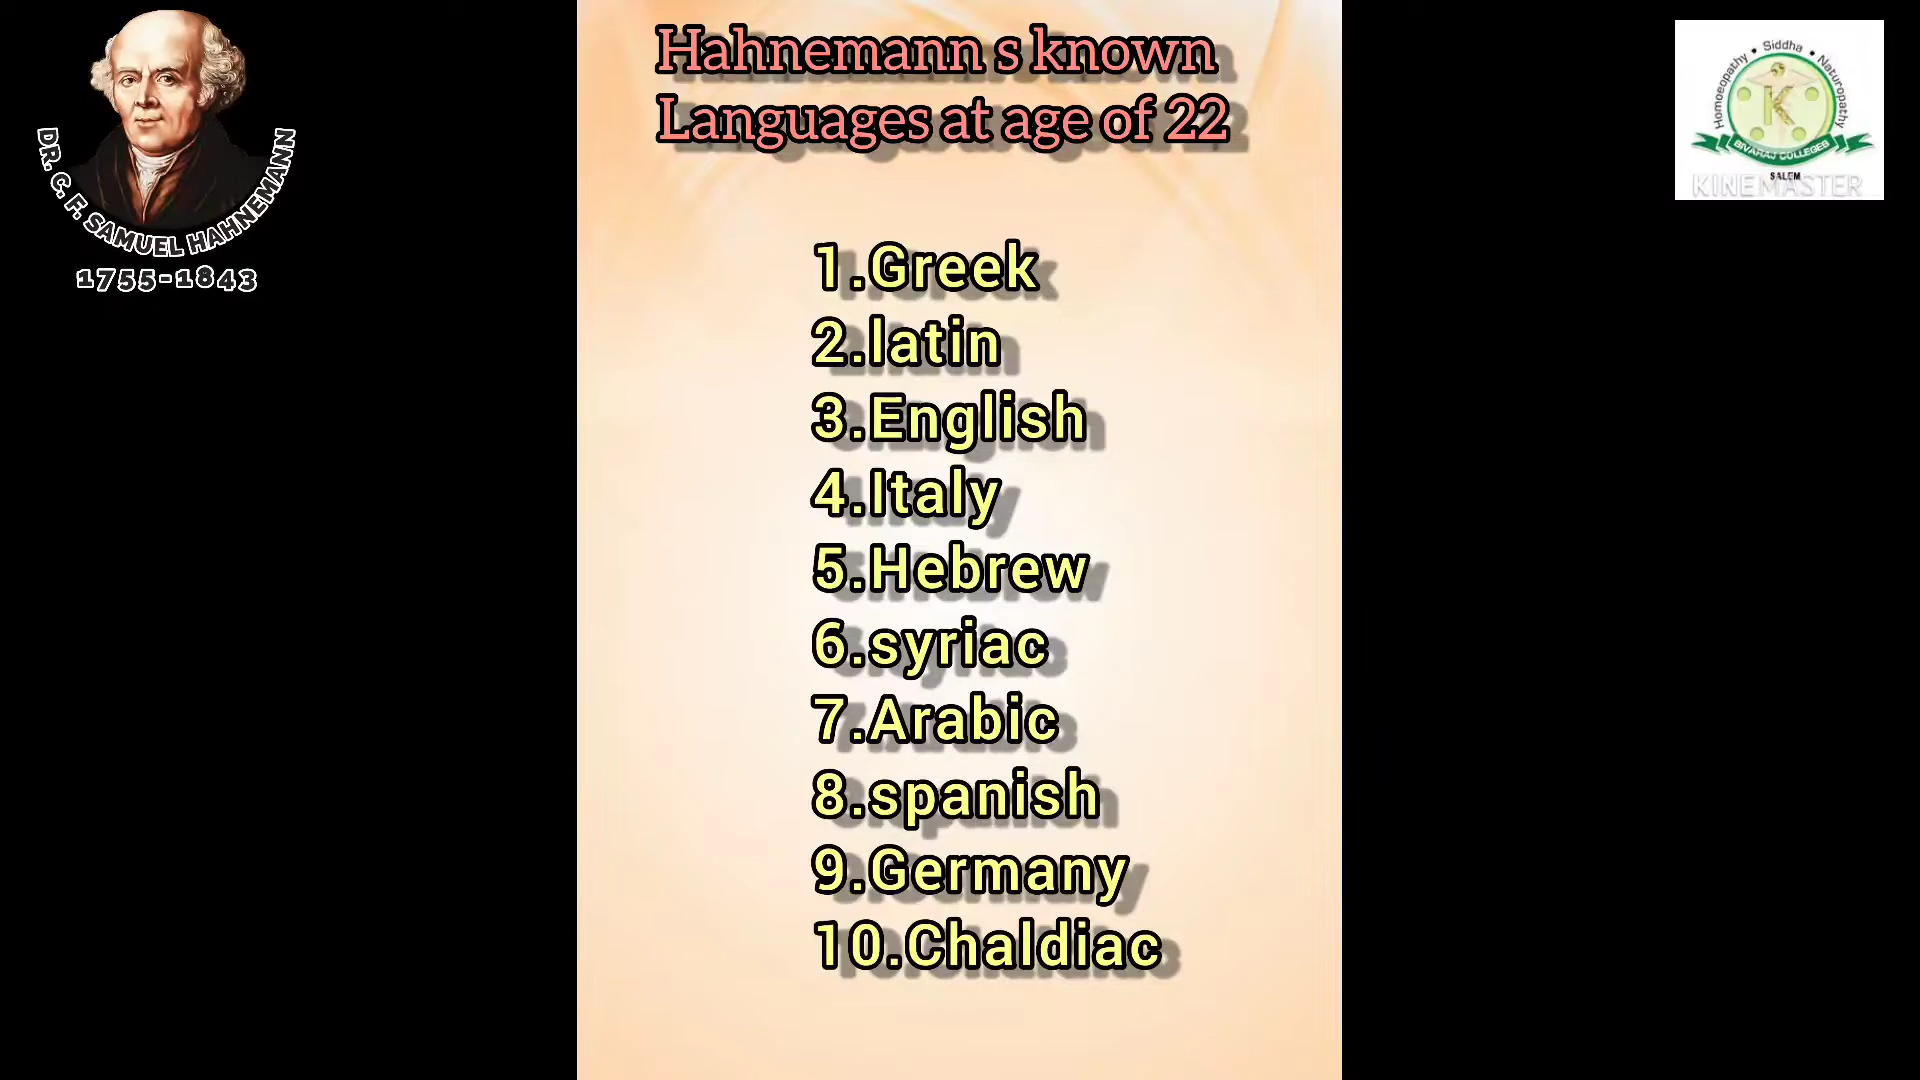 Hahnemann s known
Languages at age of 22
1.Greek
2.latin
3.English
4.Italy
5.Hebrew
6.syriac
7.Arabic
8.spanish
9.Germany
10.Chaldiac
DR. C. F. SAMUEL HAHNEMANN
1755-1843
Homoeopathy • Siddha • Naturopathy
K
SIVARAJ COLLEGES
SALEM
KINEMASTER